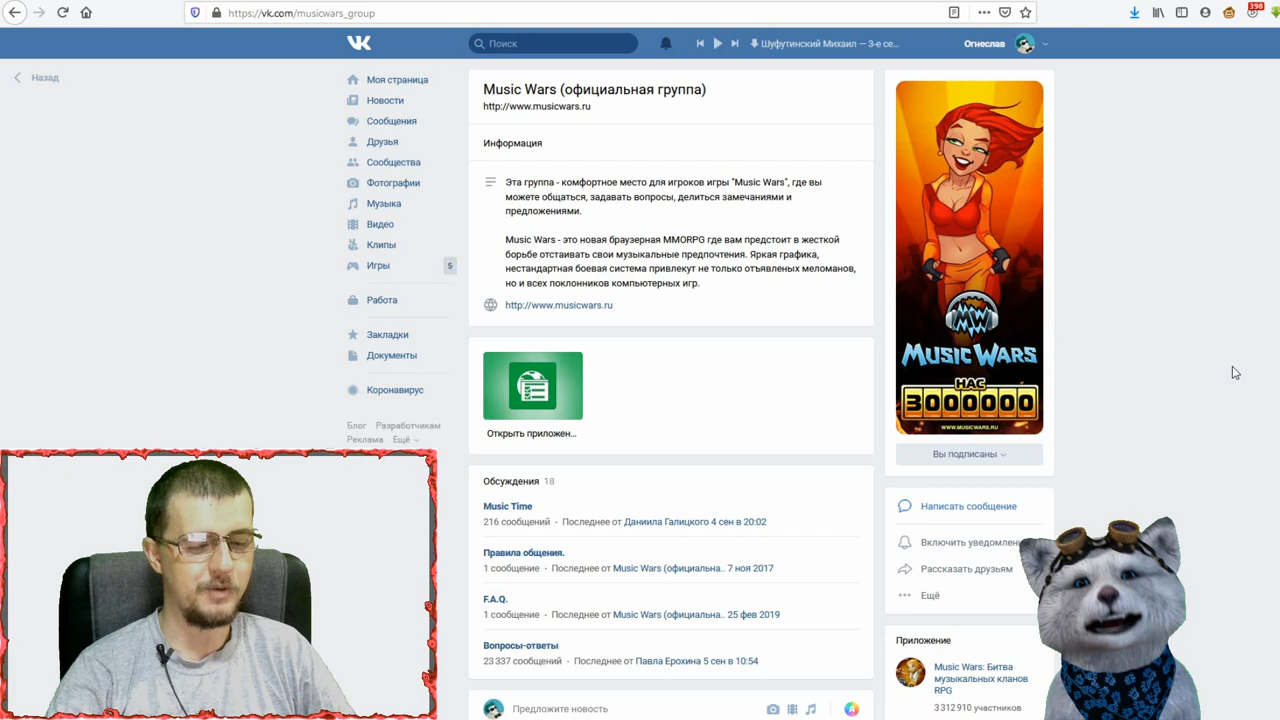 https://vk.com/musicwars_group
398
Поиск
Шуфутинский Михаил — 3-е се...
Огнеслав
Назад
Моя страница
Новости
Сообщения
Друзья
Сообщества
Фотографии
Музыка
Видео
Клипы
Игры
5
Работа
Закладки
Документы
Коронавирус
Блог Разработчикам
Реклама Ещё
Music Wars (официальная группа)
http://www.musicwars.ru
Информация
Эта группа - комфортное место для игроков игры "Music Wars", где вы
можете общаться, задавать вопросы, делиться замечаниями и
предложениями.
Music Wars - это новая браузерная MMORPG где вам предстоит в жесткой
борьбе отстаивать свои музыкальные предпочтения. Яркая графика,
нестандартная боевая система привлекут не только отъявленых меломанов,
но и всех поклонников компьютерных игр.
http://www.musicwars.ru
Открыть приложен...
Обсуждения 18
Music Time
216 сообщений · Последнее от Даниила Галицкого 4 сен в 20:02
Правила общения.
1 сообщение · Последнее от Music Wars (официальна.. 7 ноя 2017
F.A.Q.
1 сообщение · Последнее от Music Wars (официальна.. 25 фев 2019
Вопросы-ответы
23 337 сообщений · Последнее от Павла Ерохина 5 сен в 10:54
Предложите новость
MW
MUSIC WARS
НАС
3000000
WWW.MUSICWARS.RU
Вы подписаны
Написать сообщение
Включить уведомлен
Рассказать друзьям
Ещё
Приложение
Music Wars: Битва
музыкальных кланов
RPG
3 312 910 участников